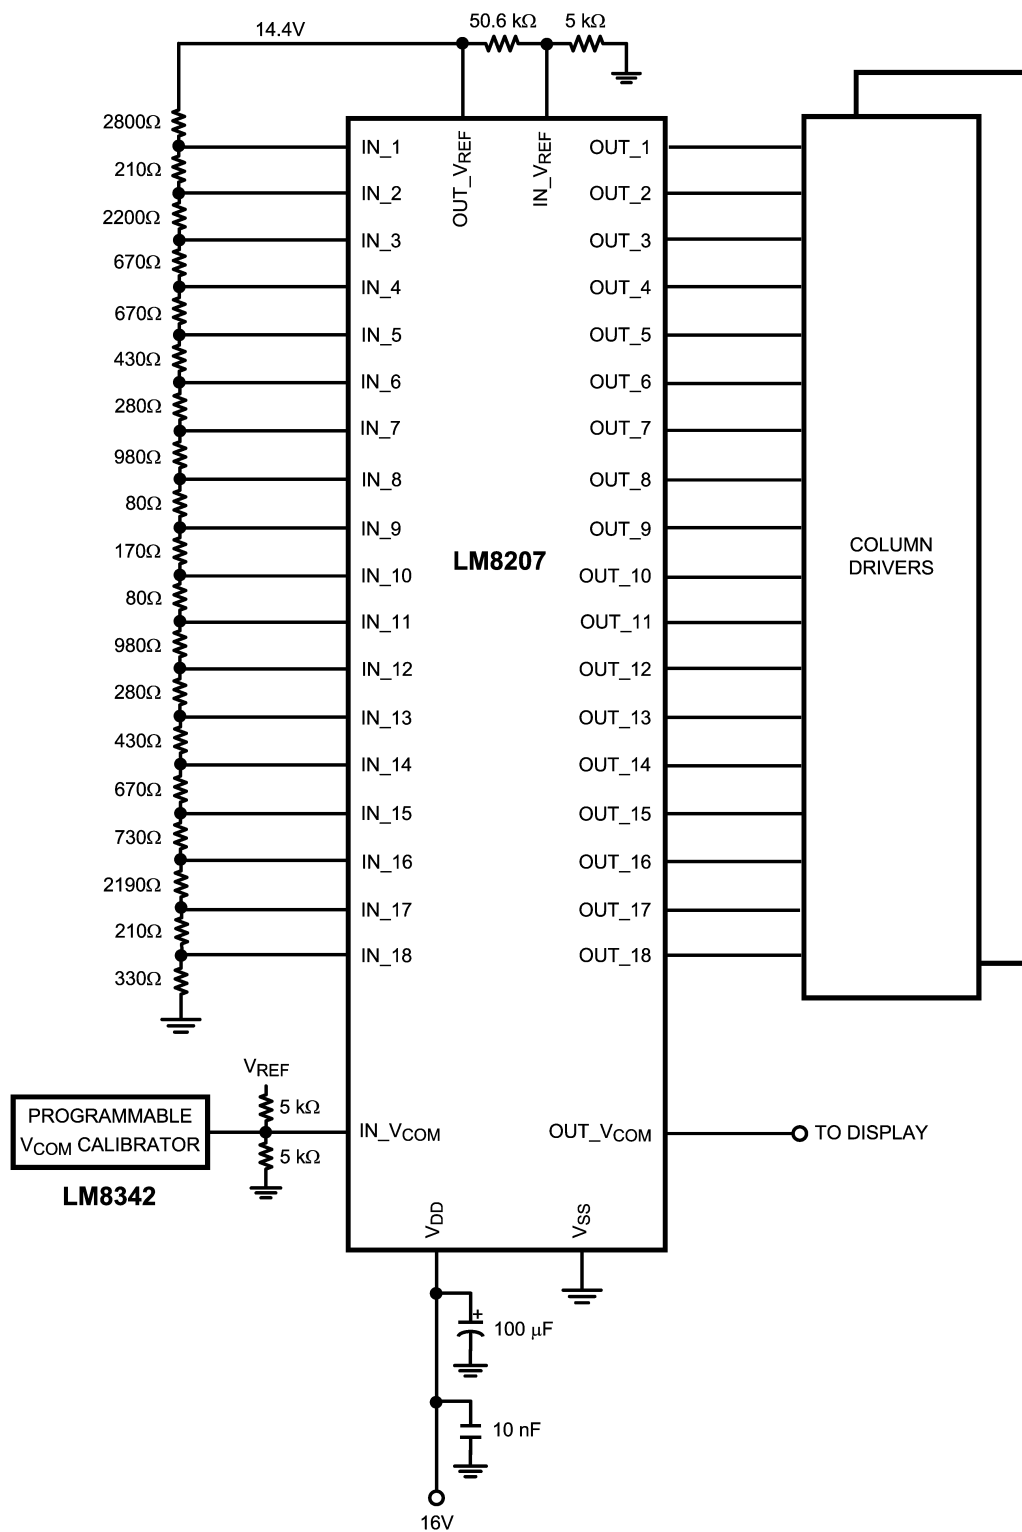 50.6 kΩ 5 kΩ
14.4V
2800Ω
IN_1 OUT_VREF IN_VREF OUT_1
210Ω
IN_2 OUT_2
2200Ω
IN_3 OUT_3
670Ω
IN_4 OUT_4
670Ω
IN_5 OUT_5
430Ω
IN_6 OUT_6
280Ω
IN_7 OUT_7
980Ω
IN_8 OUT_8
80Ω
IN_9 OUT_9
170Ω LM8207 COLUMN
DRIVERS
IN_10 OUT_10
80Ω
IN_11 OUT_11
980Ω
IN_12 OUT_12
280Ω
IN_13 OUT_13
430Ω
IN_14 OUT_14
670Ω
IN_15 OUT_15
730Ω
IN_16 OUT_16
2190Ω
IN_17 OUT_17
210Ω
IN_18 OUT_18
330Ω
VREF
5 kΩ
PROGRAMMABLE
VCOM CALIBRATOR
IN_VCOM OUT_VCOM TO DISPLAY
5 kΩ
LM8342
VDD VSS
+
100 µF
10 nF
16V